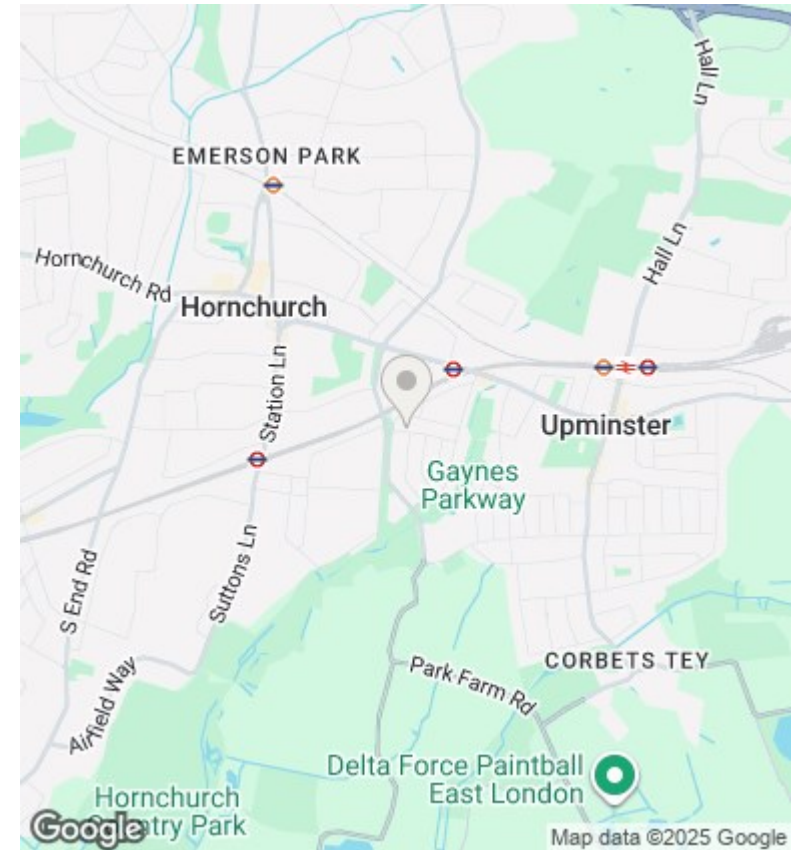 Hall Ln
EMERSON PARK
Hornchurch Rd
Hornchurch
Hall Ln
Station Ln
Upminster
Gaynes
Parkway
Suttons Ln
S End Rd
CORBETS TEY
Park Farm Rd
Airfield Way
Delta Force Paintball
East London
Hornchurch
Country Park
Google
Map data ©2025 Google